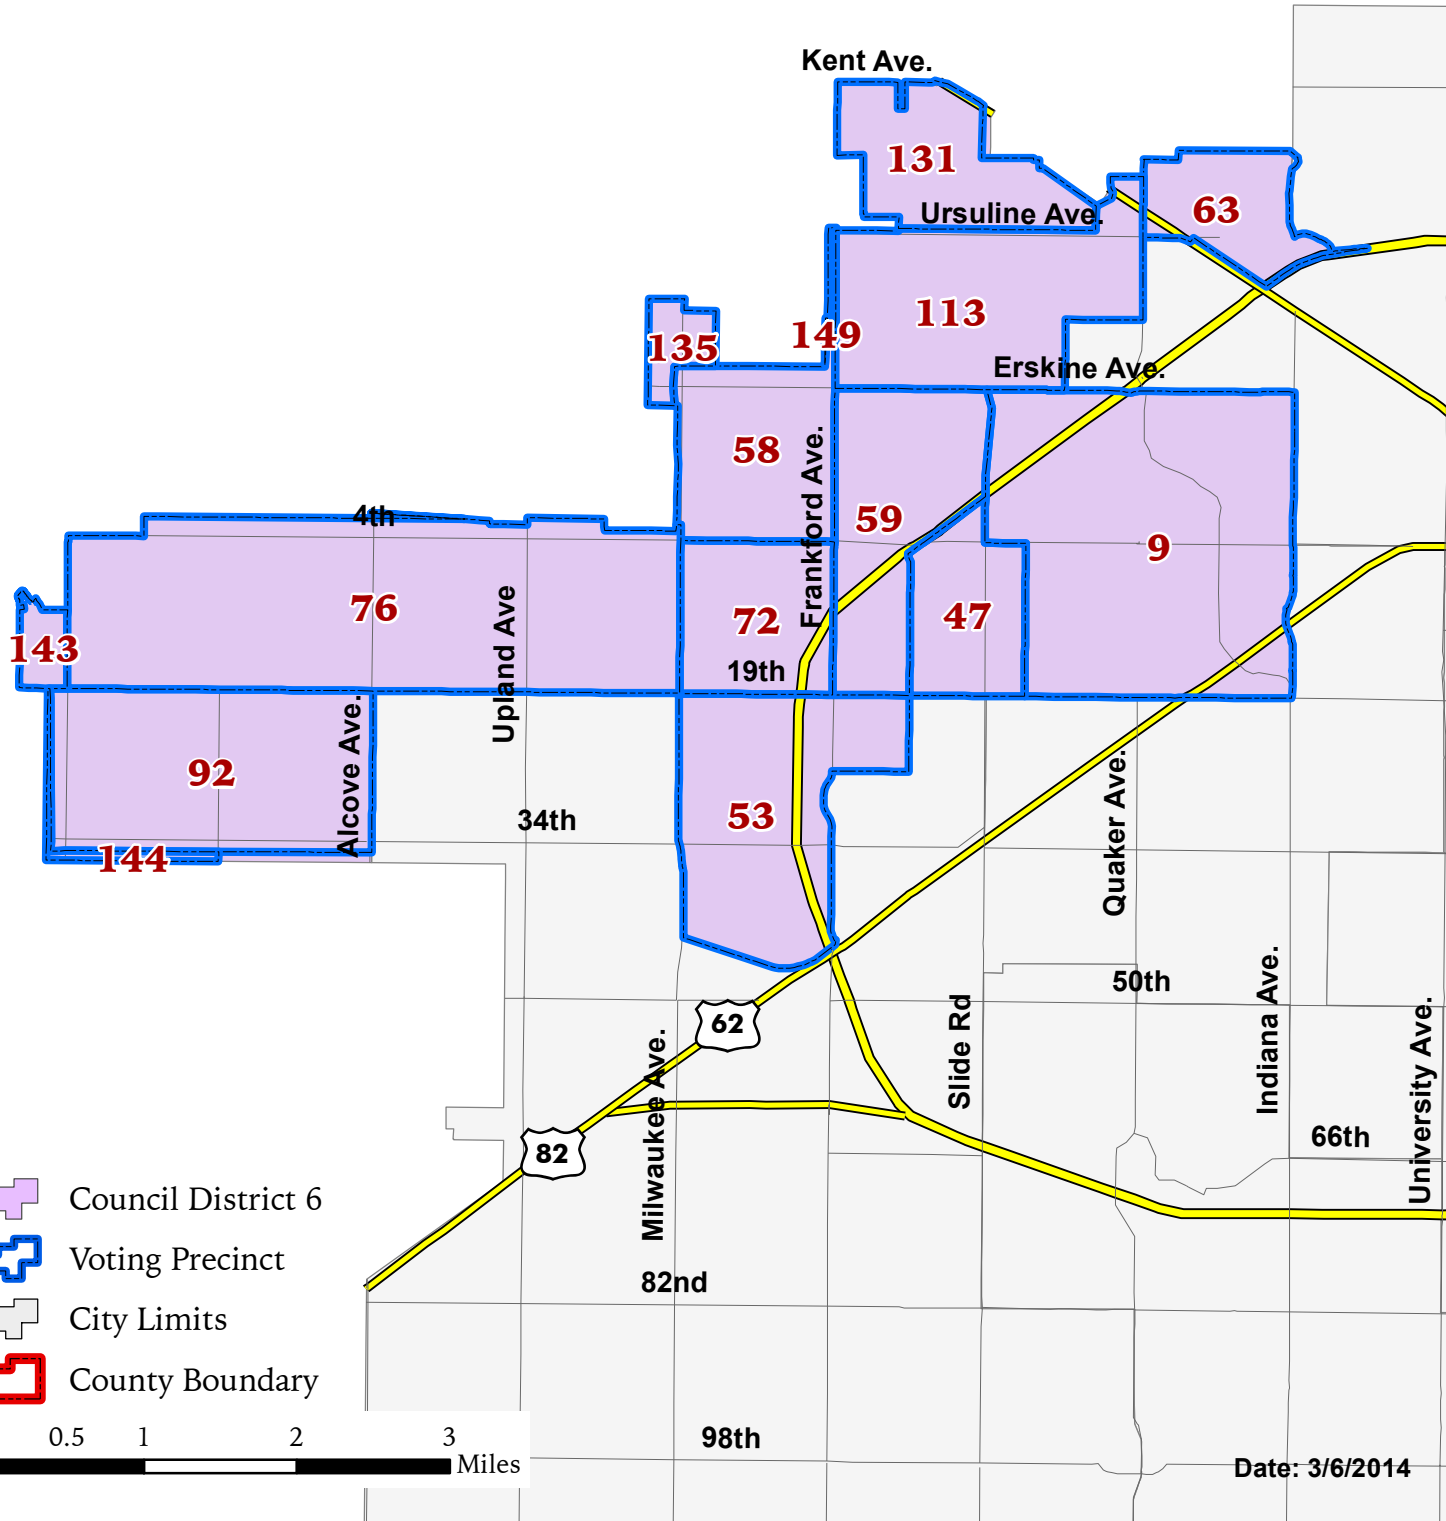 Kent Ave.
131
63
Ursuline Ave.
113
149
135
Erskine Ave.
58
Frankford Ave.
59
4th
9
76
72
47
Upland Ave
143
19th
92
Alcove Ave.
53
34th
144
Quaker Ave.
50th
62
Milwaukee Ave.
Slide Rd
Indiana Ave.
University Ave.
82
66th
Council District 6
Voting Precinct
82nd
City Limits
County Boundary
0.5 1 2 3
Miles
98th
Date: 3/6/2014